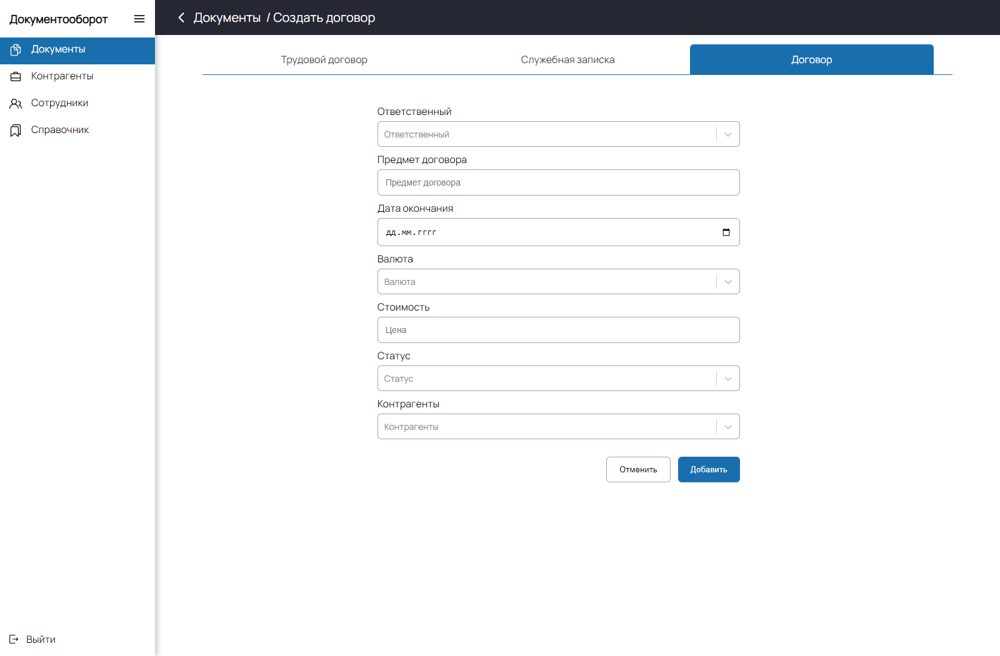 Документооборот
Документы
Контрагенты
Сотрудники
Справочник
Выйти
Документы / Создать договор
Трудовой договор
Служебная записка
Договор
Ответственный
Ответственный
Предмет договора
Предмет договора
Дата окончания
дд.мм.гггг
Валюта
Валюта
Стоимость
Цена
Статус
Статус
Контрагенты
Контрагенты
Отменить
Добавить